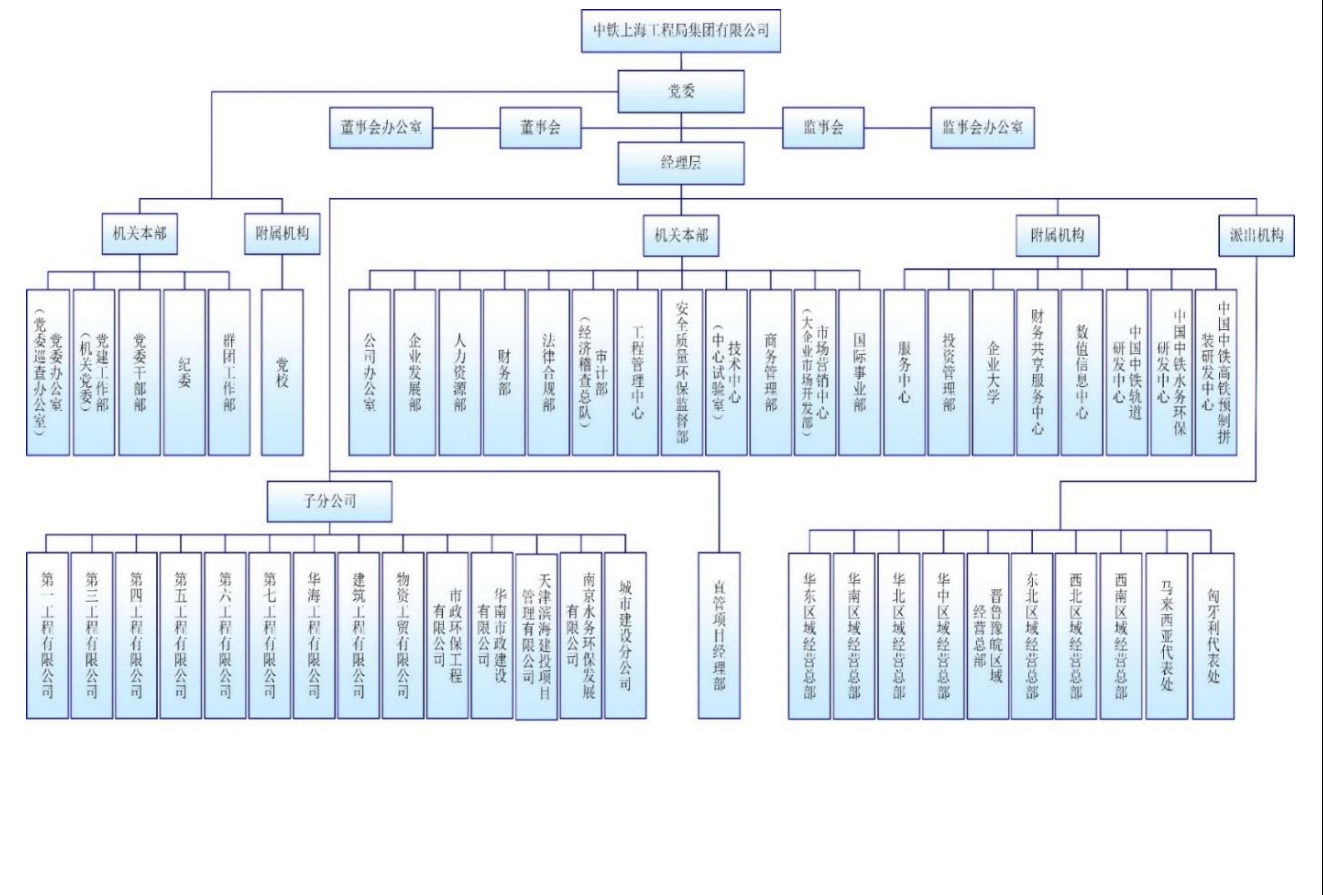 中铁上海工程局集团有限公司
党委
董事会办公室
董事会
监事会
监事会办公室
经理层
机关本部
附属机构
机关本部
附属机构
派出机构
党委办公室
（党委巡查办公室）
党建工作部
（机关党委）
党委干部部
纪委
群团工作部
党校
公司办公室
企业发展部
人力资源部
财务部
法律合规部
审计部
（经济稽查总队）
工程管理中心
安全质量环保监督部
技术中心
（中心试验室）
商务管理部
市场营销中心
（大企业市场开发部）
国际事业部
服务中心
投资管理部
企业大学
财务共享服务中心
数值信息中心
中国中铁轨道
研发中心
中国中铁水务环保
研发中心
中国中铁高铁预制拼
装研发中心
子分公司
第一工程有限公司
第三工程有限公司
第四工程有限公司
第五工程有限公司
第六工程有限公司
第七工程有限公司
华海工程有限公司
建筑工程有限公司
物资工贸有限公司
市政环保工程
有限公司
华南市政建设
有限公司
天津滨海建投项目
管理有限公司
南京水务环保发展
有限公司
城市建设分公司
直管项目经理部
华东区域经营总部
华南区域经营总部
华北区域经营总部
华中区域经营总部
晋鲁豫皖区域
经营总部
东北区域经营总部
西北区域经营总部
西南区域经营总部
马来西亚代表处
匈牙利代表处